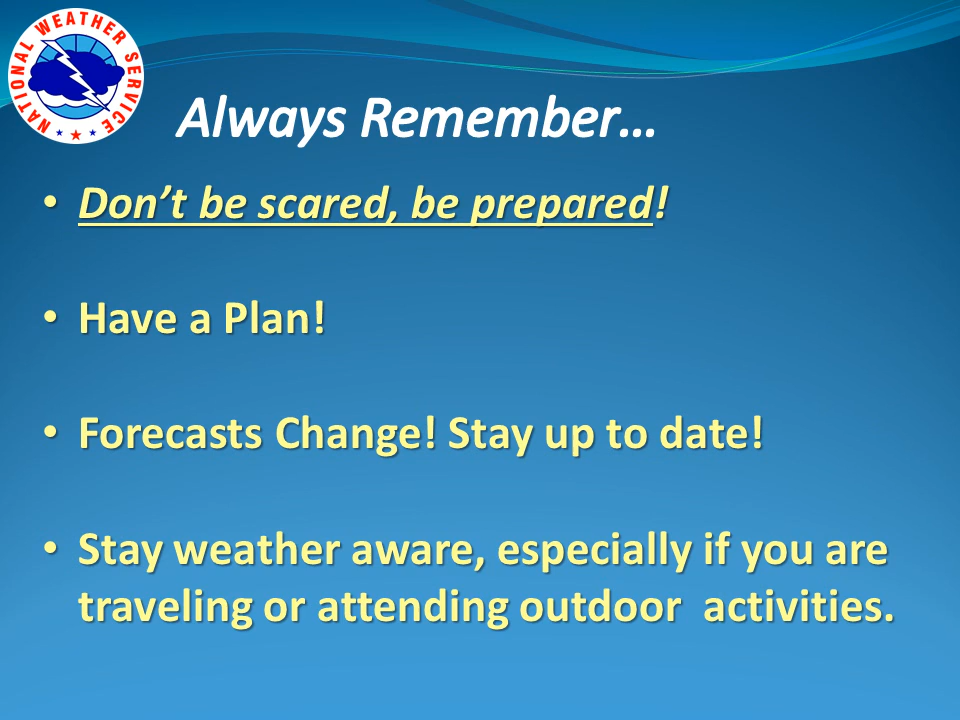 NATIONAL WEATHER SERVICE
Always Remember…
• Don’t be scared, be prepared!
• Have a Plan!
• Forecasts Change! Stay up to date!
• Stay weather aware, especially if you are
traveling or attending outdoor  activities.